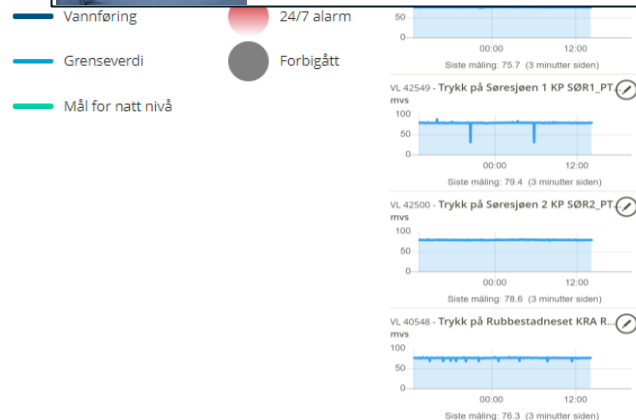 Vannføring
24/7 alarm
Grenseverdi
Forbigått
Mål for natt nivå
50
0
00:00 12:00
Siste måling: 75.7 (3 minutter siden)
VL 42549 - Trykk på Søresjøen 1 KP SØR1_PT...
mvs
100
50
0
00:00 12:00
Siste måling: 79.4 (3 minutter siden)
VL 42500 - Trykk på Søresjøen 2 KP SØR2_PT...
mvs
100
50
0
00:00 12:00
Siste måling: 78.6 (3 minutter siden)
VL 40548 - Trykk på Rubbestadneset KRA R...
mvs
100
50
0
00:00 12:00
Siste måling: 76.3 (3 minutter siden)